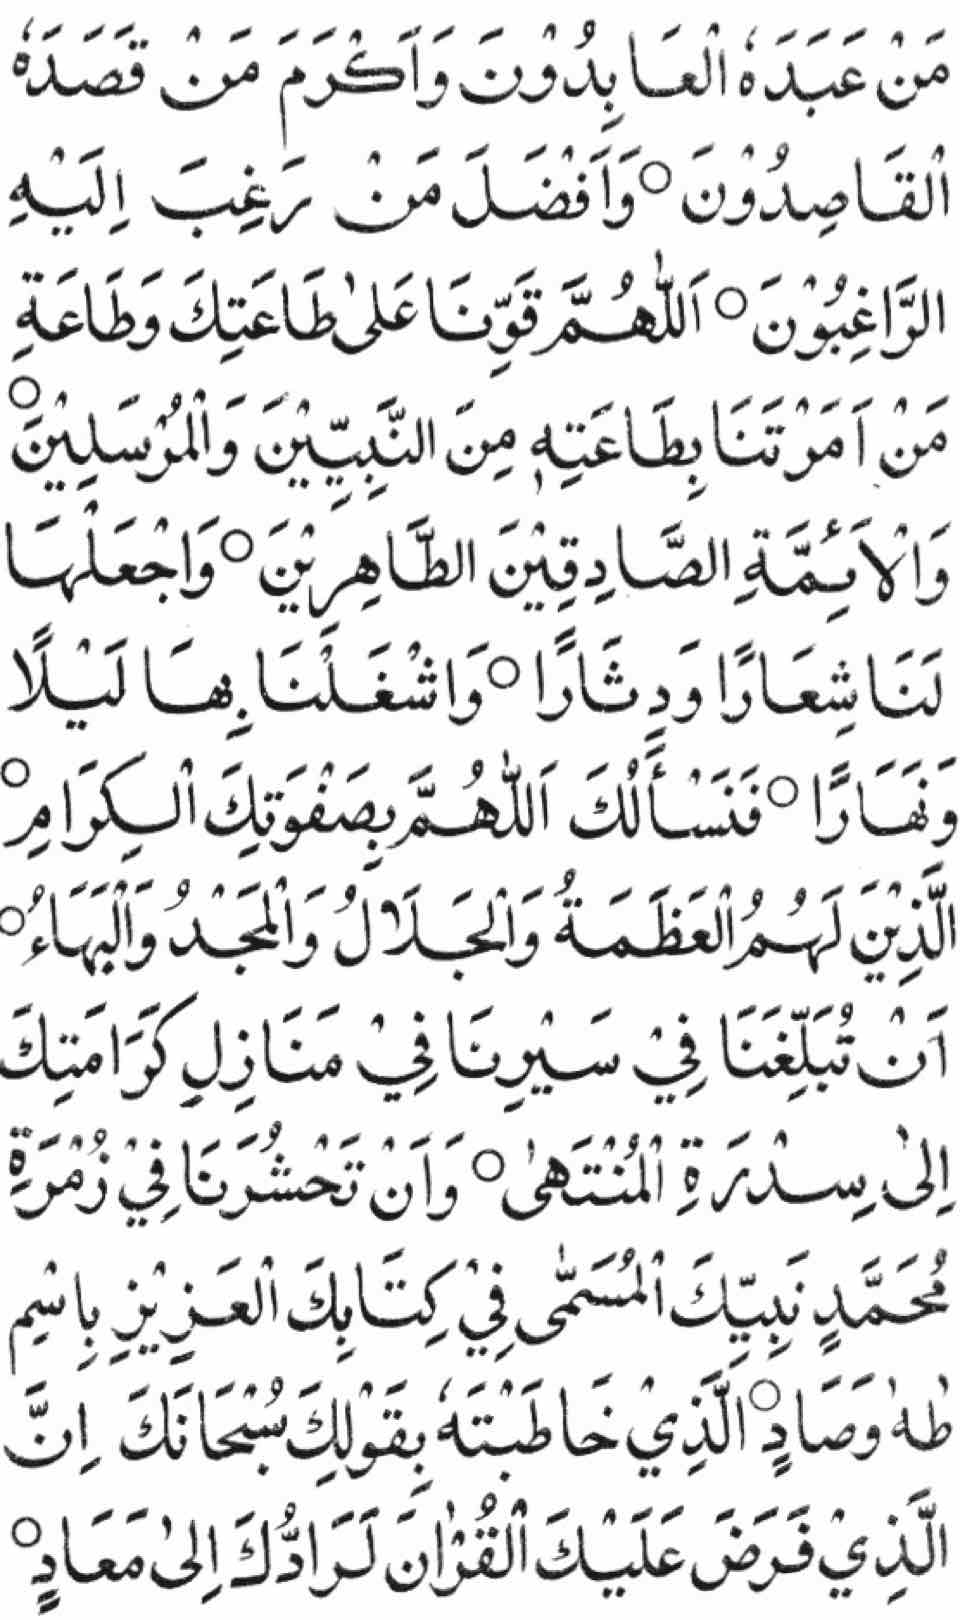 مَنْ عَبَدَهٗ الْعَابِدُوْنَ وَاَكْرَمَ مَنْ قَصَدَهٗ
الْقَاصِدُوْنَ ○ وَاَفْضَلَ مَنْ رَغِبَ اِلَيْهِ
الرَّاغِبُوْنَ ○ اَللّٰهُمَّ قَوِّنَا عَلٰى طَاعَتِكَ وَطَاعَةِ
مَنْ اَمَرْتَنَا بِطَاعَتِهٖ مِنَ النَّبِيِّيْنَ وَالْمُرْسَلِيْنَ ○
وَالْاَئِمَّةِ الصَّادِقِيْنَ الطَّاهِرِيْنَ ○ وَاجْعَلْهَا
لَنَا شِعَارًا وَدِثَارًا ○ وَاشْغَلْنَا بِهَا لَيْلًا
وَنَهَارًا ○ فَنَسْأَلُكَ اَللّٰهُمَّ بِصَفْوَتِكَ الْكِرَامِ ○
الَّذِيْنَ لَهُمُ الْعَظَمَةُ وَالْجَلَالُ وَالْمَجْدُ وَالْبَهَاءُ ○
اَنْ تُبَلِّغَنَا فِيْ سَيْرِنَا فِيْ مَنَازِلِ كَرَامَتِكَ
اِلٰى سِدْرَةِ الْمُنْتَهٰى ○ وَاَنْ تَحْشُرَنَا فِيْ زُمْرَةِ
مُحَمَّدٍ نَبِيِّكَ الْمُسَمّٰى فِيْ كِتَابِكَ الْعَزِيْزِ بِاسْمِ
طٰهٰ وَصَادٍ ○ الَّذِيْ خَاطَبْتَهٗ بِقَوْلِكَ سُبْحَانَكَ اِنَّ
الَّذِيْ فَرَضَ عَلَيْكَ الْقُرْاٰنَ لَرَادُّكَ اِلٰى مَعَادٍ ○